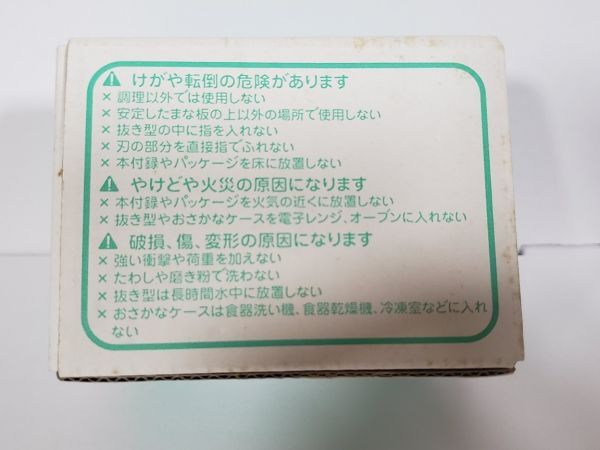 ⚠ けがや転倒の危険があります
× 調理以外では使用しない
× 安定したまな板の上以外の場所で使用しない
× 抜き型の中に指を入れない
× 刃の部分を直接指でふれない
× 本付録やパッケージを床に放置しない
⚠ やけどや火災の原因になります
× 本付録やパッケージを火気の近くに放置しない
× 抜き型やおさかなケースを電子レンジ、オーブンに入れない
⚠ 破損、傷、変形の原因になります
× 強い衝撃や荷重を加えない
× たわしや磨き粉で洗わない
× 抜き型は長時間水中に放置しない
× おさかなケースは食器洗い機、食器乾燥機、冷凍室などに入れ
ない